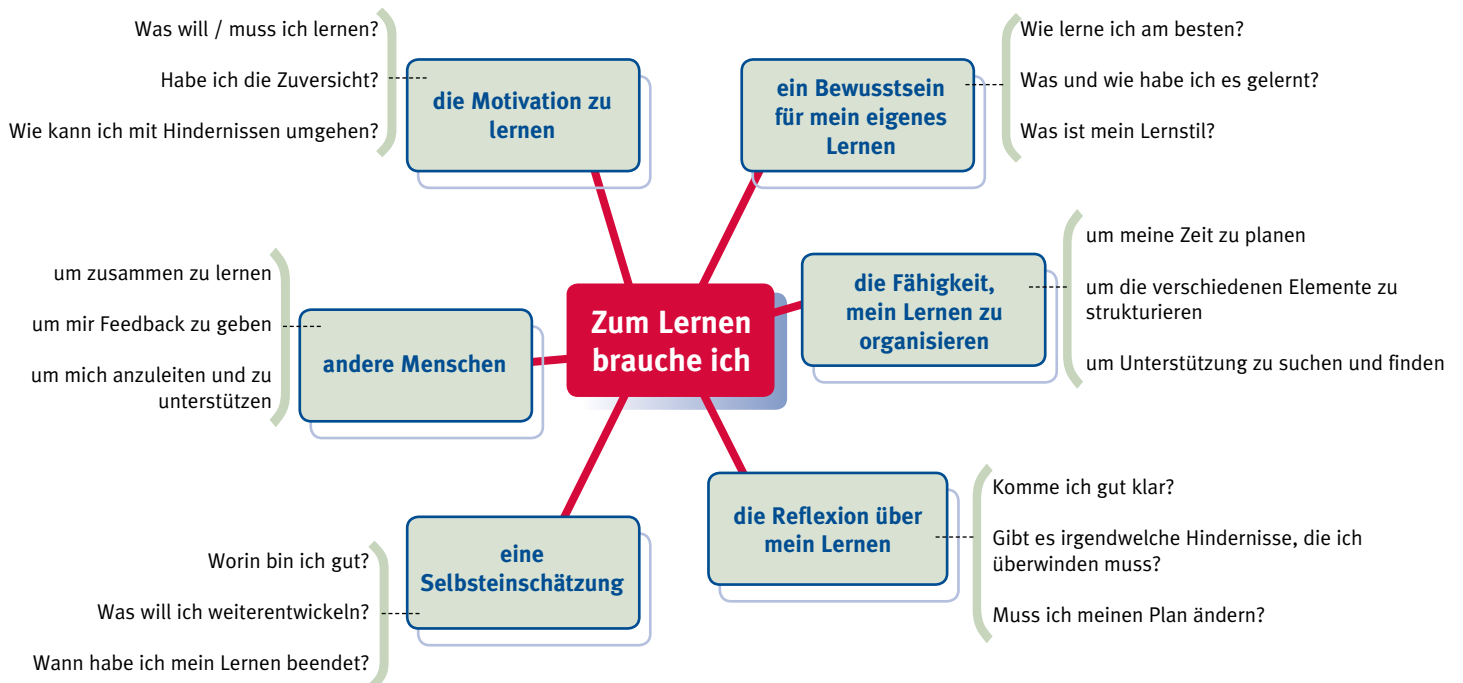 Zum Lernen
brauche ich
Was will / muss ich lernen?
Habe ich die Zuversicht?
Wie kann ich mit Hindernissen umgehen?
die Motivation zu
lernen
ein Bewusstsein
für mein eigenes
Lernen
Wie lerne ich am besten?
Was und wie habe ich es gelernt?
Was ist mein Lernstil?
um zusammen zu lernen
um mir Feedback zu geben
um mich anzuleiten und zu
unterstützen
andere Menschen
die Fähigkeit,
mein Lernen zu
organisieren
um meine Zeit zu planen
um die verschiedenen Elemente zu
strukturieren
um Unterstützung zu suchen und finden
Worin bin ich gut?
Was will ich weiterentwickeln?
Wann habe ich mein Lernen beendet?
eine
Selbsteinschätzung
die Reflexion über
mein Lernen
Komme ich gut klar?
Gibt es irgendwelche Hindernisse, die ich
überwinden muss?
Muss ich meinen Plan ändern?